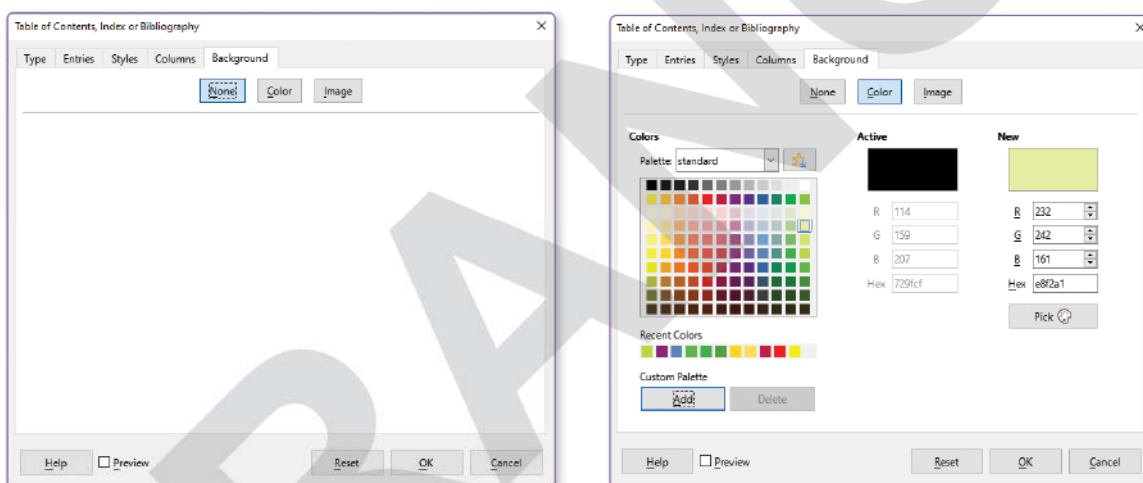 Table of Contents, Index or Bibliography
Type Entries Styles Columns Background
None Color Image
Help Preview Reset OK Cancel
Table of Contents, Index or Bibliography
Type Entries Styles Columns Background
None Color Image
Colors Active New
Palette: standard
R 114 R 232
G 159 G 242
B 207 B 161
Hex 729fcf Hex e8f2a1
Pick
Recent Colors
Custom Palette
Add Delete
Help Preview Reset OK Cancel